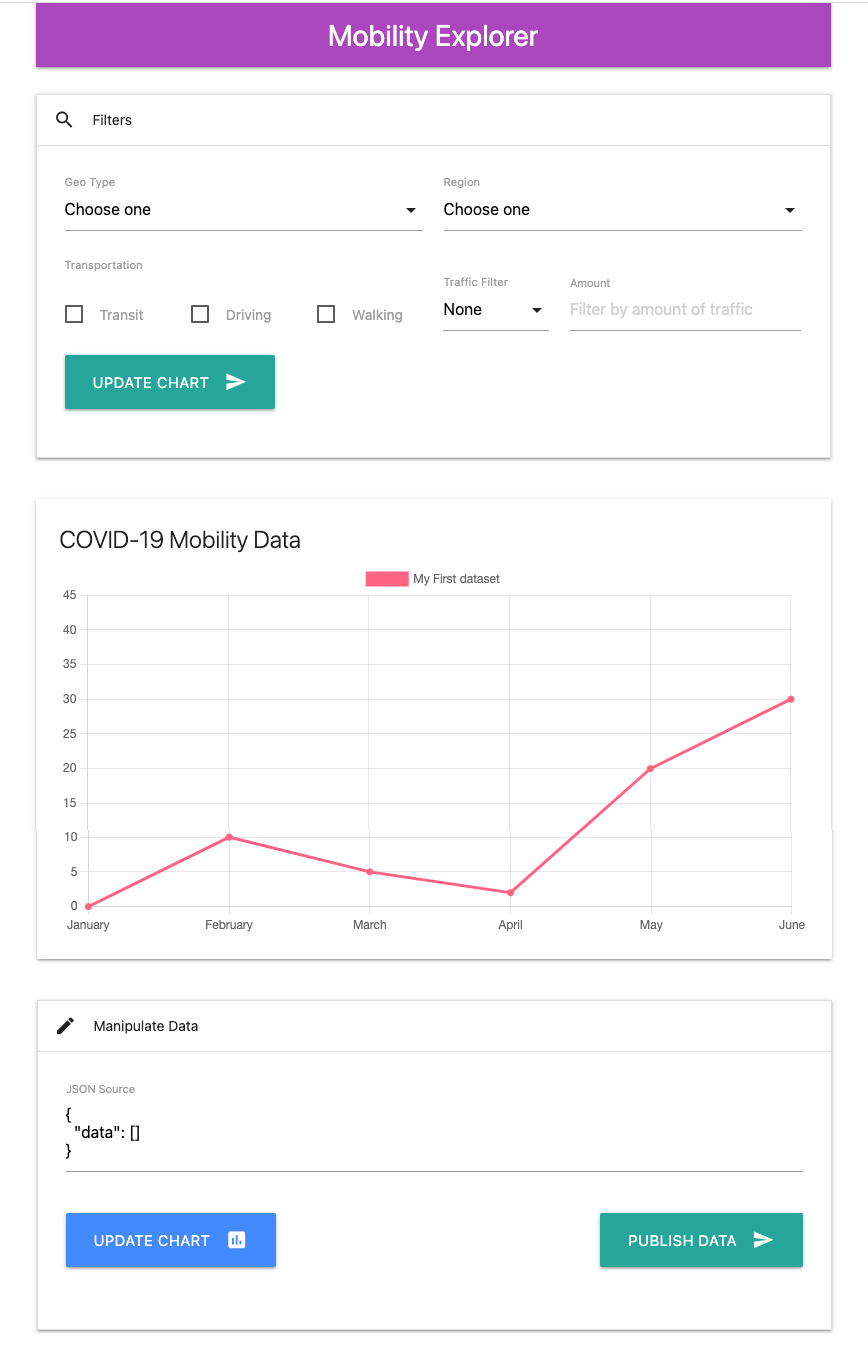 Mobility Explorer
Filters
Geo Type
Region
Choose one
Choose one
Transportation
Traffic Filter
Amount
Transit
Driving
Walking
None
Filter by amount of traffic
UPDATE CHART
COVID-19 Mobility Data
My First dataset
45
40
35
30
25
20
15
10
5
0
January
February
March
April
May
June
Manipulate Data
JSON Source
{
"data": []
}
UPDATE CHART
PUBLISH DATA